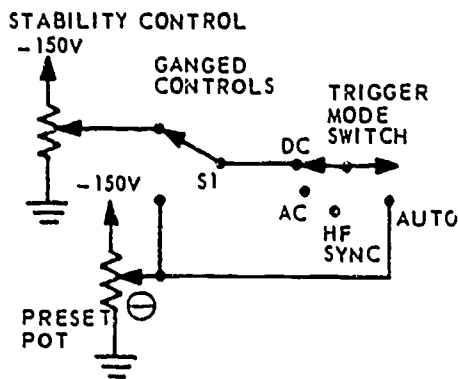 STABILITY CONTROL
-150V
GANGED
CONTROLS
TRIGGER
MODE
SWITCH
DC
S1
AC
HF
SYNC
AUTO
-150V
PRESET
POT